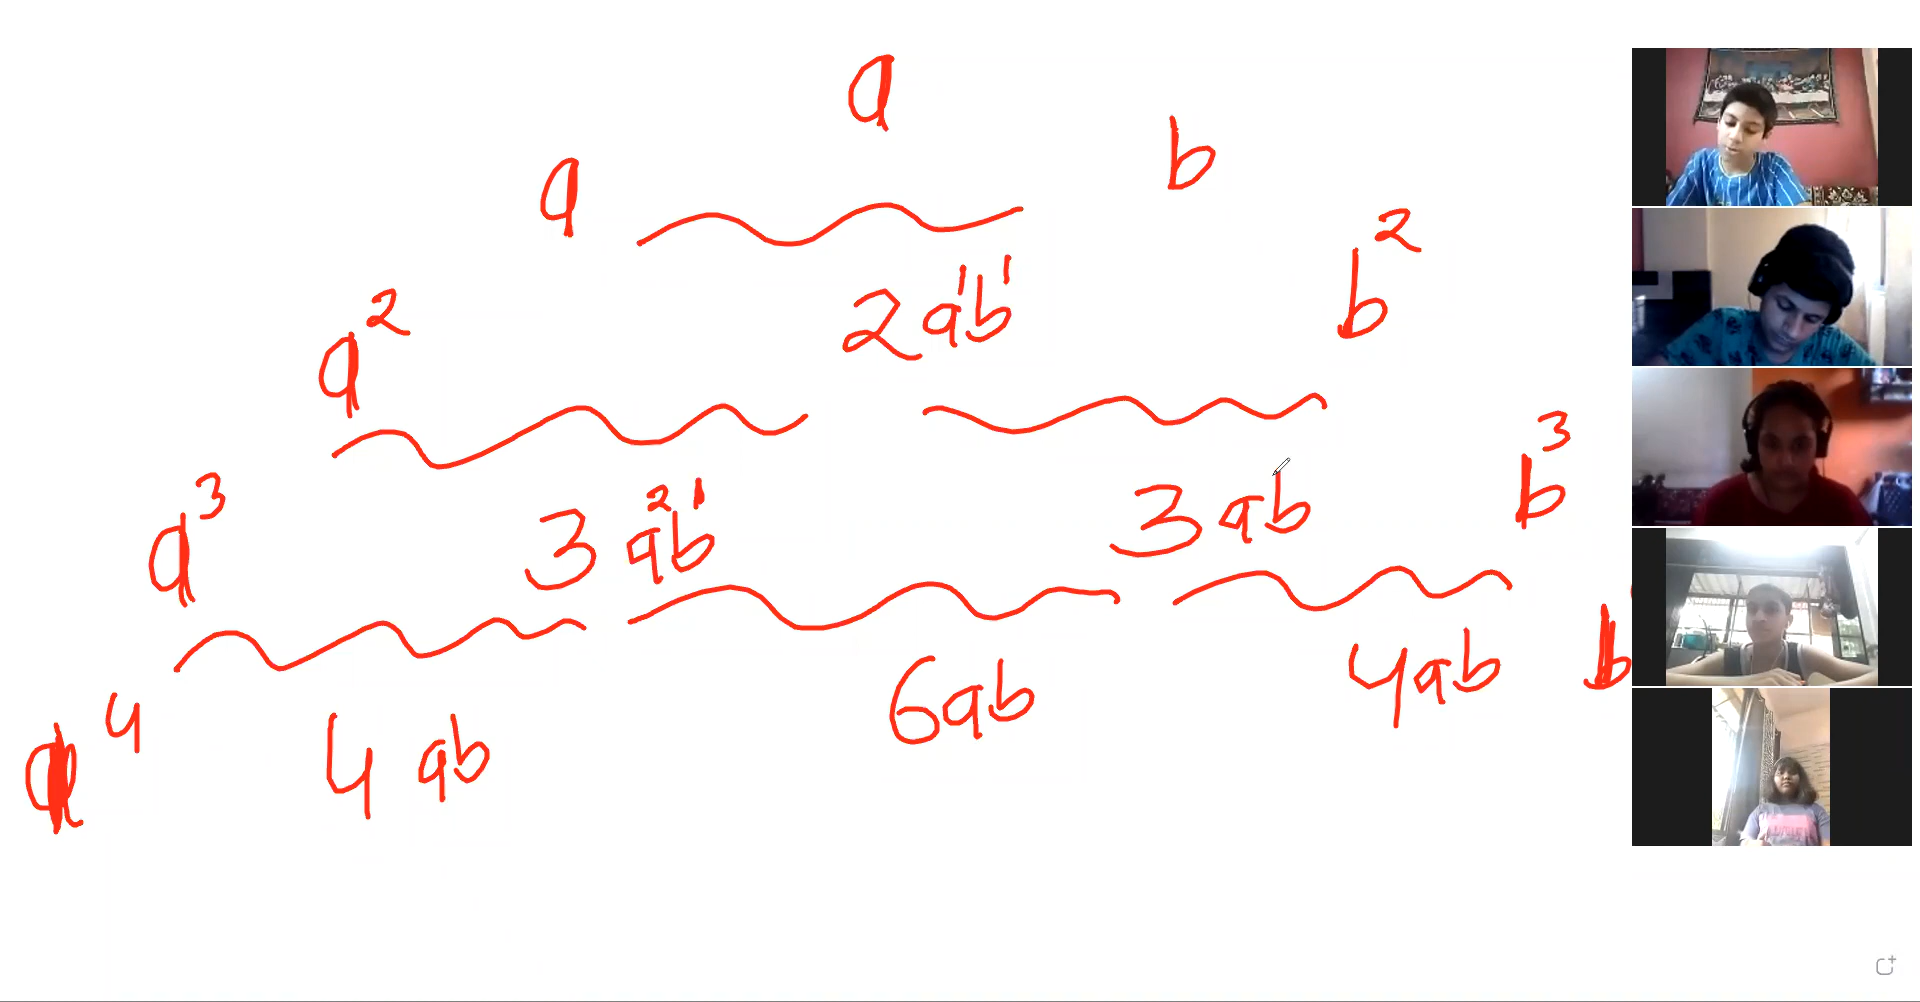 a
a b
a² 2a¹b¹ b²
a³ 3a²b¹ 3ab b³
a⁴ 4ab 6ab 4ab b